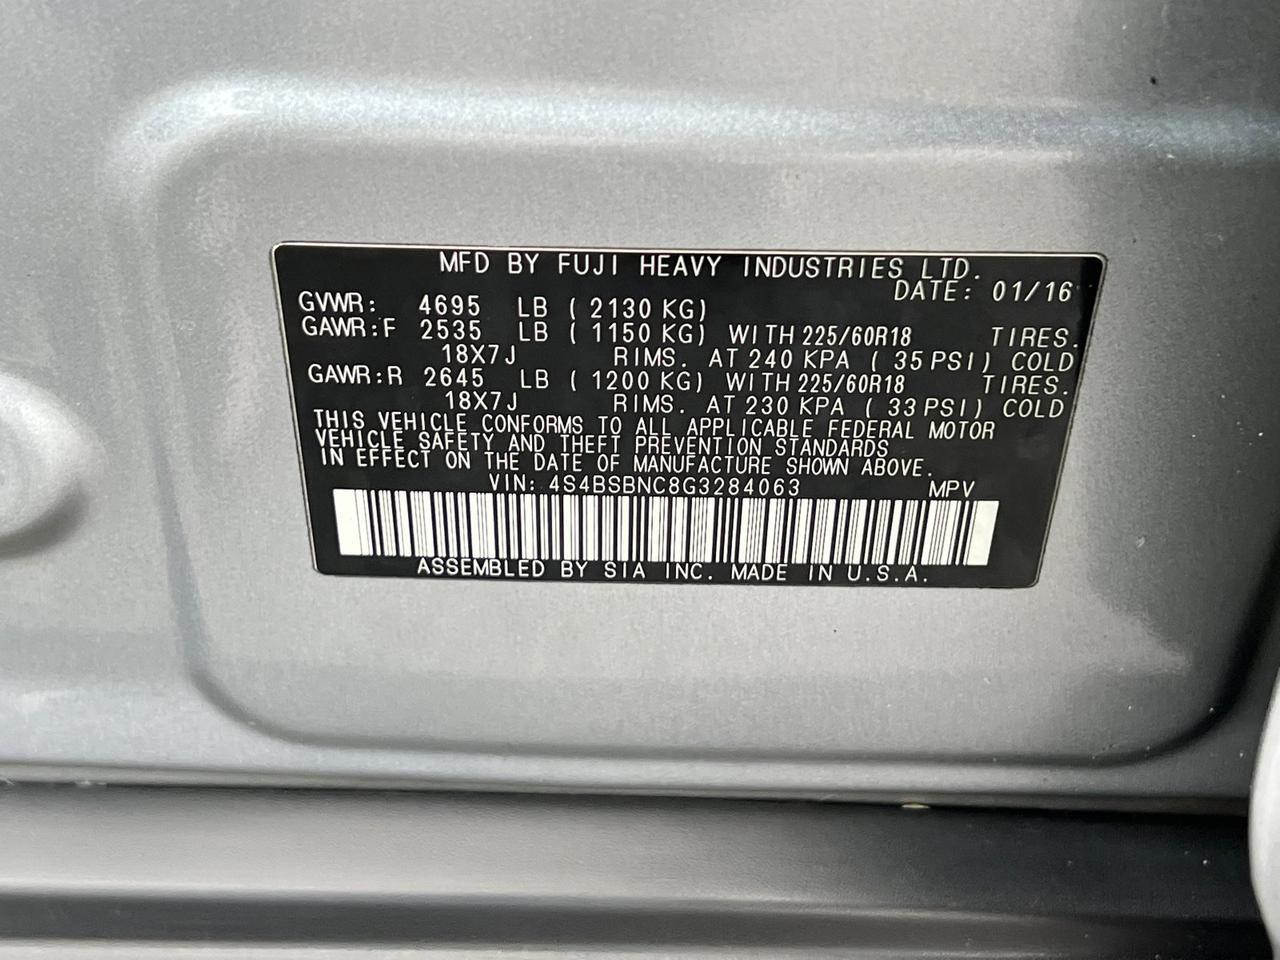 MFD BY FUJI HEAVY INDUSTRIES LTD.
DATE: 01/16
GVWR: 4695 LB ( 2130 KG)
GAWR:F 2535 LB ( 1150 KG) WITH 225/60R18 TIRES.
18X7J RIMS. AT 240 KPA ( 35 PSI) COLD
GAWR:R 2645 LB ( 1200 KG) WITH 225/60R18 TIRES.
18X7J RIMS. AT 230 KPA ( 33 PSI) COLD
THIS VEHICLE CONFORMS TO ALL APPLICABLE FEDERAL MOTOR
VEHICLE SAFETY AND THEFT PREVENTION STANDARDS
IN EFFECT ON THE DATE OF MANUFACTURE SHOWN ABOVE.
VIN: 4S4BSBNC8G3284063 MPV
ASSEMBLED BY SIA INC. MADE IN U.S.A.